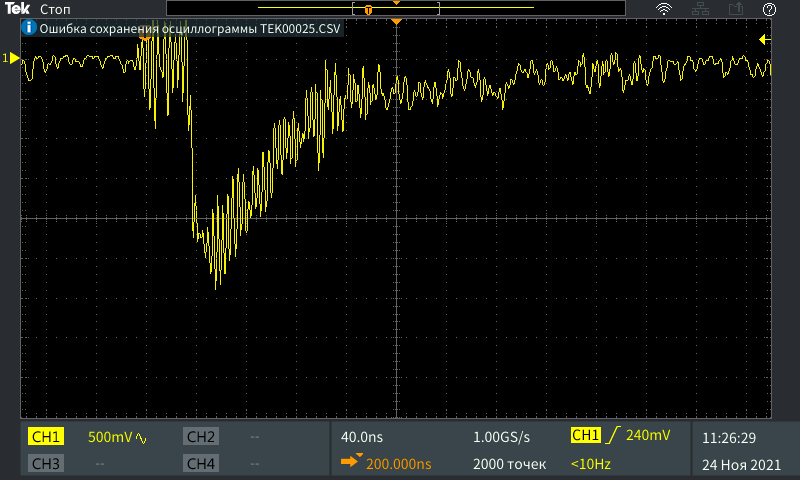 Tek Стоп
Ошибка сохранения осциллограммы TEK00025.CSV
1
CH1 500mV CH2 -- 40.0ns 1.00GS/s CH1 240mV 11:26:29
CH3 -- CH4 -- 200.000ns 2000 точек <10Hz 24 Ноя 2021